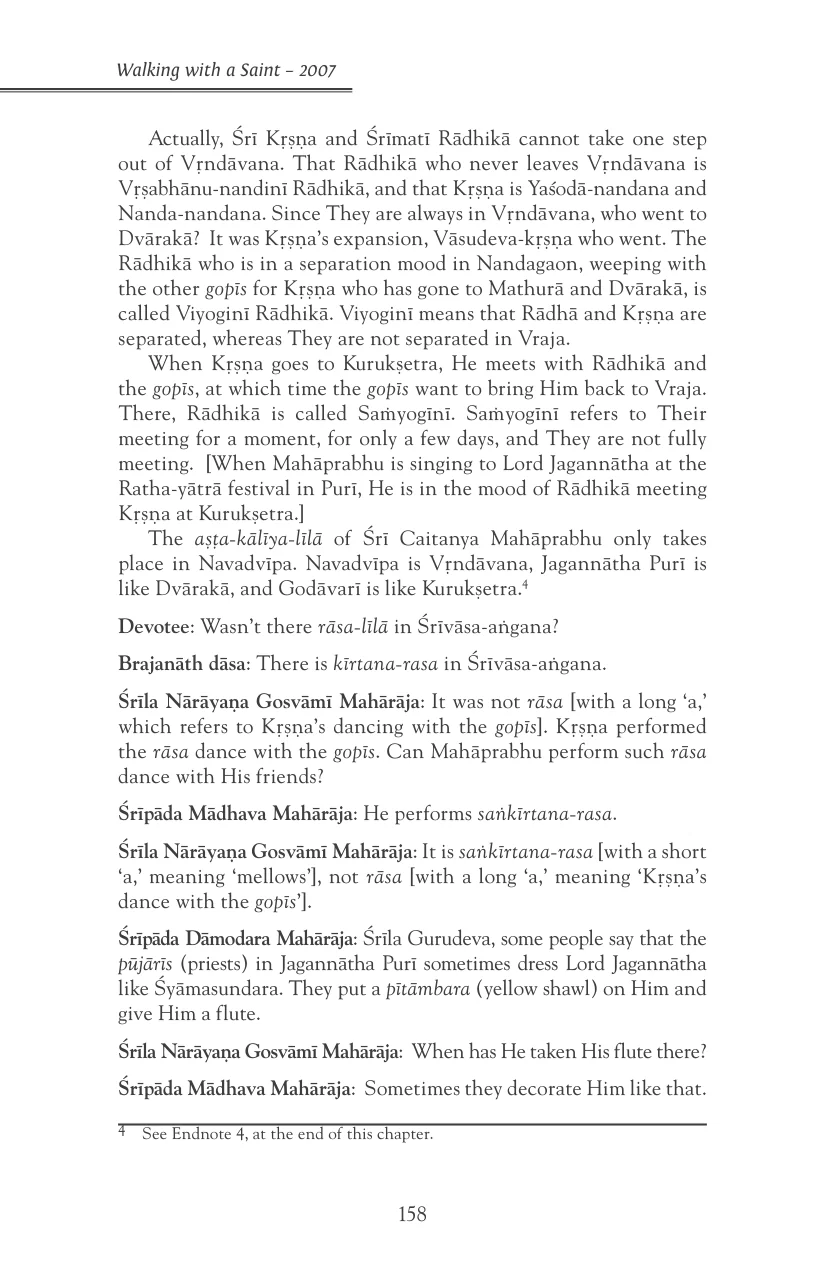 Walking with a Saint – 2007
Actually, Śrī Kṛṣṇa and Śrīmatī Rādhikā cannot take one step
out of Vṛndāvana. That Rādhikā who never leaves Vṛndāvana is
Vṛṣabhānu-nandinī Rādhikā, and that Kṛṣṇa is Yaśodā-nandana and
Nanda-nandana. Since They are always in Vṛndāvana, who went to
Dvārakā? It was Kṛṣṇa's expansion, Vāsudeva-kṛṣṇa who went. The
Rādhikā who is in a separation mood in Nandagaon, weeping with
the other gopīs for Kṛṣṇa who has gone to Mathurā and Dvārakā, is
called Viyoginī Rādhikā. Viyoginī means that Rādhā and Kṛṣṇa are
separated, whereas They are not separated in Vraja.
When Kṛṣṇa goes to Kurukṣetra, He meets with Rādhikā and
the gopīs, at which time the gopīs want to bring Him back to Vraja.
There, Rādhikā is called Saṁyogīnī. Saṁyogīnī refers to Their
meeting for a moment, for only a few days, and They are not fully
meeting. [When Mahāprabhu is singing to Lord Jagannātha at the
Ratha-yātrā festival in Purī, He is in the mood of Rādhikā meeting
Kṛṣṇa at Kurukṣetra.]
The aṣṭa-kālīya-līlā of Śrī Caitanya Mahāprabhu only takes
place in Navadvīpa. Navadvīpa is Vṛndāvana, Jagannātha Purī is
like Dvārakā, and Godāvarī is like Kurukṣetra.4
Devotee: Wasn't there rāsa-līlā in Śrīvāsa-aṅgana?
Brajanāth dāsa: There is kīrtana-rasa in Śrīvāsa-aṅgana.
Śrīla Nārāyaṇa Gosvāmī Mahārāja: It was not rāsa [with a long 'a,'
which refers to Kṛṣṇa's dancing with the gopīs]. Kṛṣṇa performed
the rāsa dance with the gopīs. Can Mahāprabhu perform such rāsa
dance with His friends?
Śrīpāda Mādhava Mahārāja: He performs saṅkīrtana-rasa.
Śrīla Nārāyaṇa Gosvāmī Mahārāja: It is saṅkīrtana-rasa [with a short
'a,' meaning 'mellows'], not rāsa [with a long 'a,' meaning 'Kṛṣṇa's
dance with the gopīs'].
Śrīpāda Dāmodara Mahārāja: Śrīla Gurudeva, some people say that the
pūjārīs (priests) in Jagannātha Purī sometimes dress Lord Jagannātha
like Śyāmasundara. They put a pītāmbara (yellow shawl) on Him and
give Him a flute.
Śrīla Nārāyaṇa Gosvāmī Mahārāja: When has He taken His flute there?
Śrīpāda Mādhava Mahārāja: Sometimes they decorate Him like that.
4 See Endnote 4, at the end of this chapter.
158